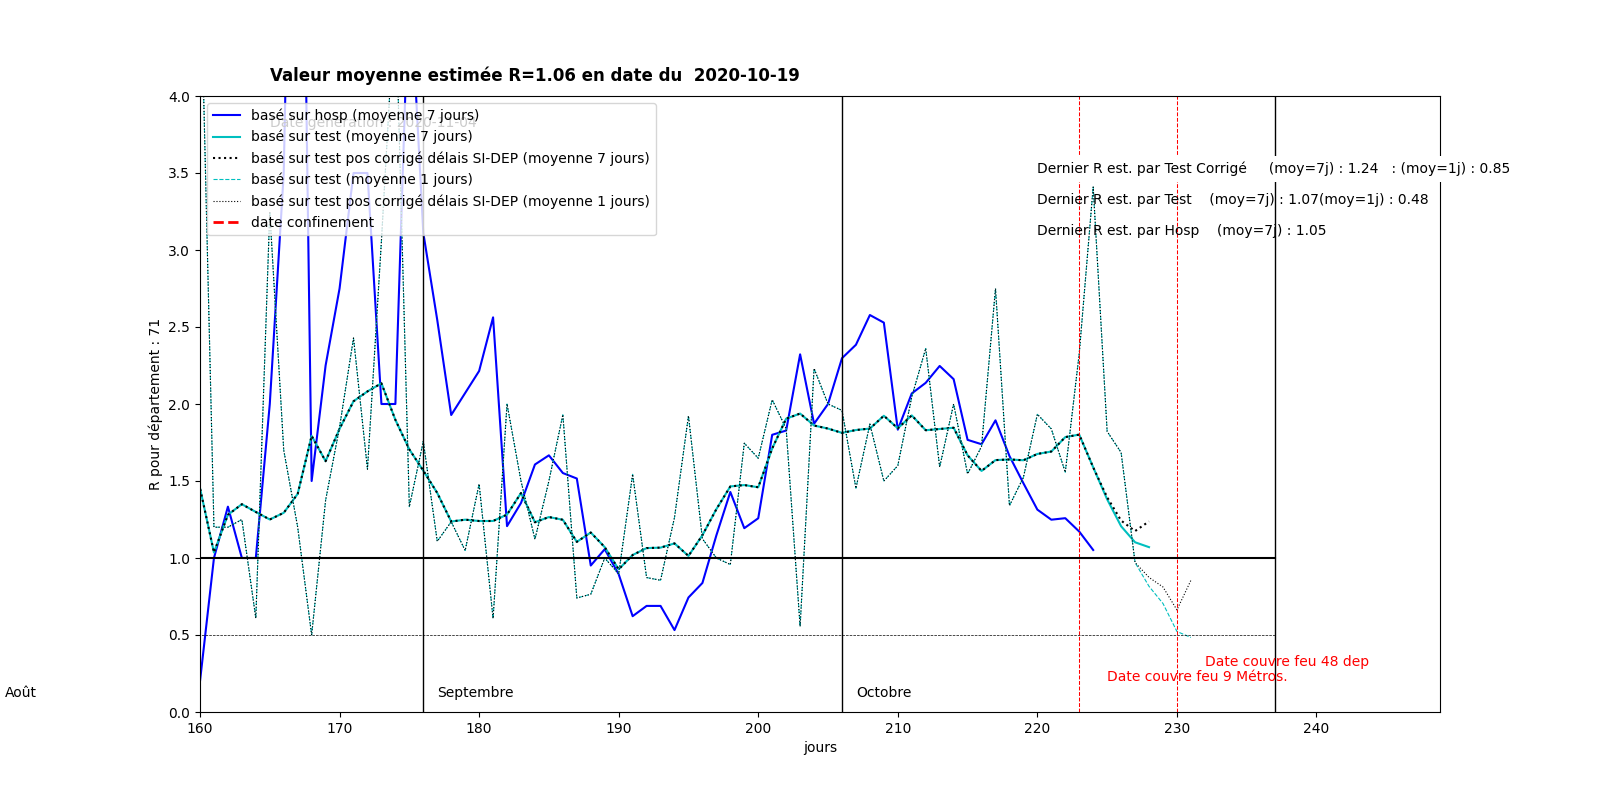 Valeur moyenne estimée R=1.06 en date du  2020-10-19
Date génération : 2020-11-04
basé sur hosp (moyenne 7 jours)
basé sur test (moyenne 7 jours)
basé sur test pos corrigé délais SI-DEP (moyenne 7 jours)
basé sur test (moyenne 1 jours)
basé sur test pos corrigé délais SI-DEP (moyenne 1 jours)
date confinement
Dernier R est. par Test Corrigé     (moy=7j) : 1.24   : (moy=1j) : 0.85
Dernier R est. par Test    (moy=7j) : 1.07(moy=1j) : 0.48
Dernier R est. par Hosp    (moy=7j) : 1.05
R pour département : 71
4.0
3.5
3.0
2.5
2.0
1.5
1.0
0.5
0.0
Date couvre feu 48 dep
Date couvre feu 9 Métros.
Août
Septembre
Octobre
160 170 180 190 200 210 220 230 240
jours